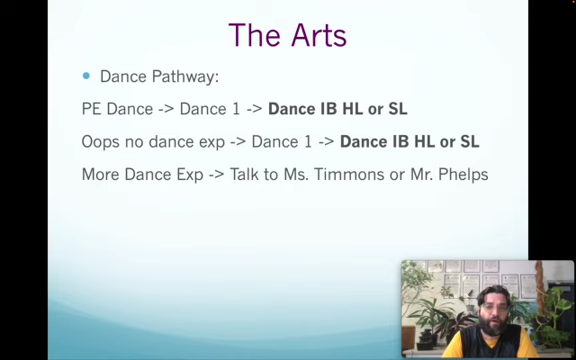 The Arts
Dance Pathway:
PE Dance -> Dance 1 -> Dance IB HL or SL
Oops no dance exp -> Dance 1 -> Dance IB HL or SL
More Dance Exp -> Talk to Ms. Timmons or Mr. Phelps